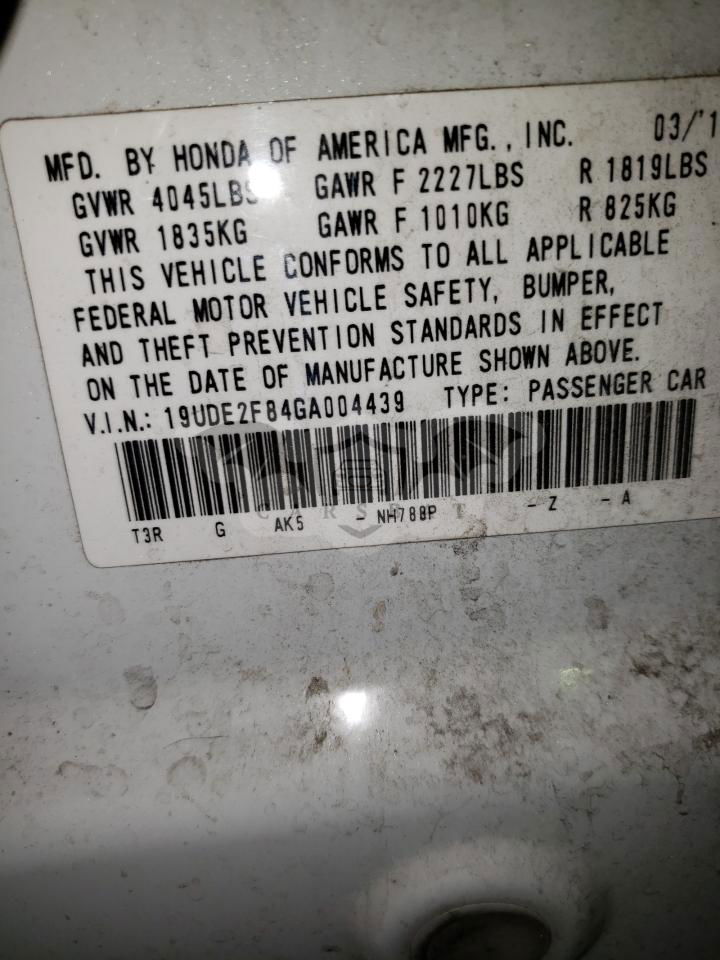 MFD. BY HONDA OF AMERICA MFG., INC. 03/'1
GVWR 4045LBS GAWR F 2227LBS R 1819LBS
GVWR 1835KG GAWR F 1010KG R 825KG
THIS VEHICLE CONFORMS TO ALL APPLICABLE
FEDERAL MOTOR VEHICLE SAFETY, BUMPER,
AND THEFT PREVENTION STANDARDS IN EFFECT
ON THE DATE OF MANUFACTURE SHOWN ABOVE.
V.I.N.: 19UDE2F84GA004439 TYPE: PASSENGER CAR
T3R G AK5 - NH788P - Z - A